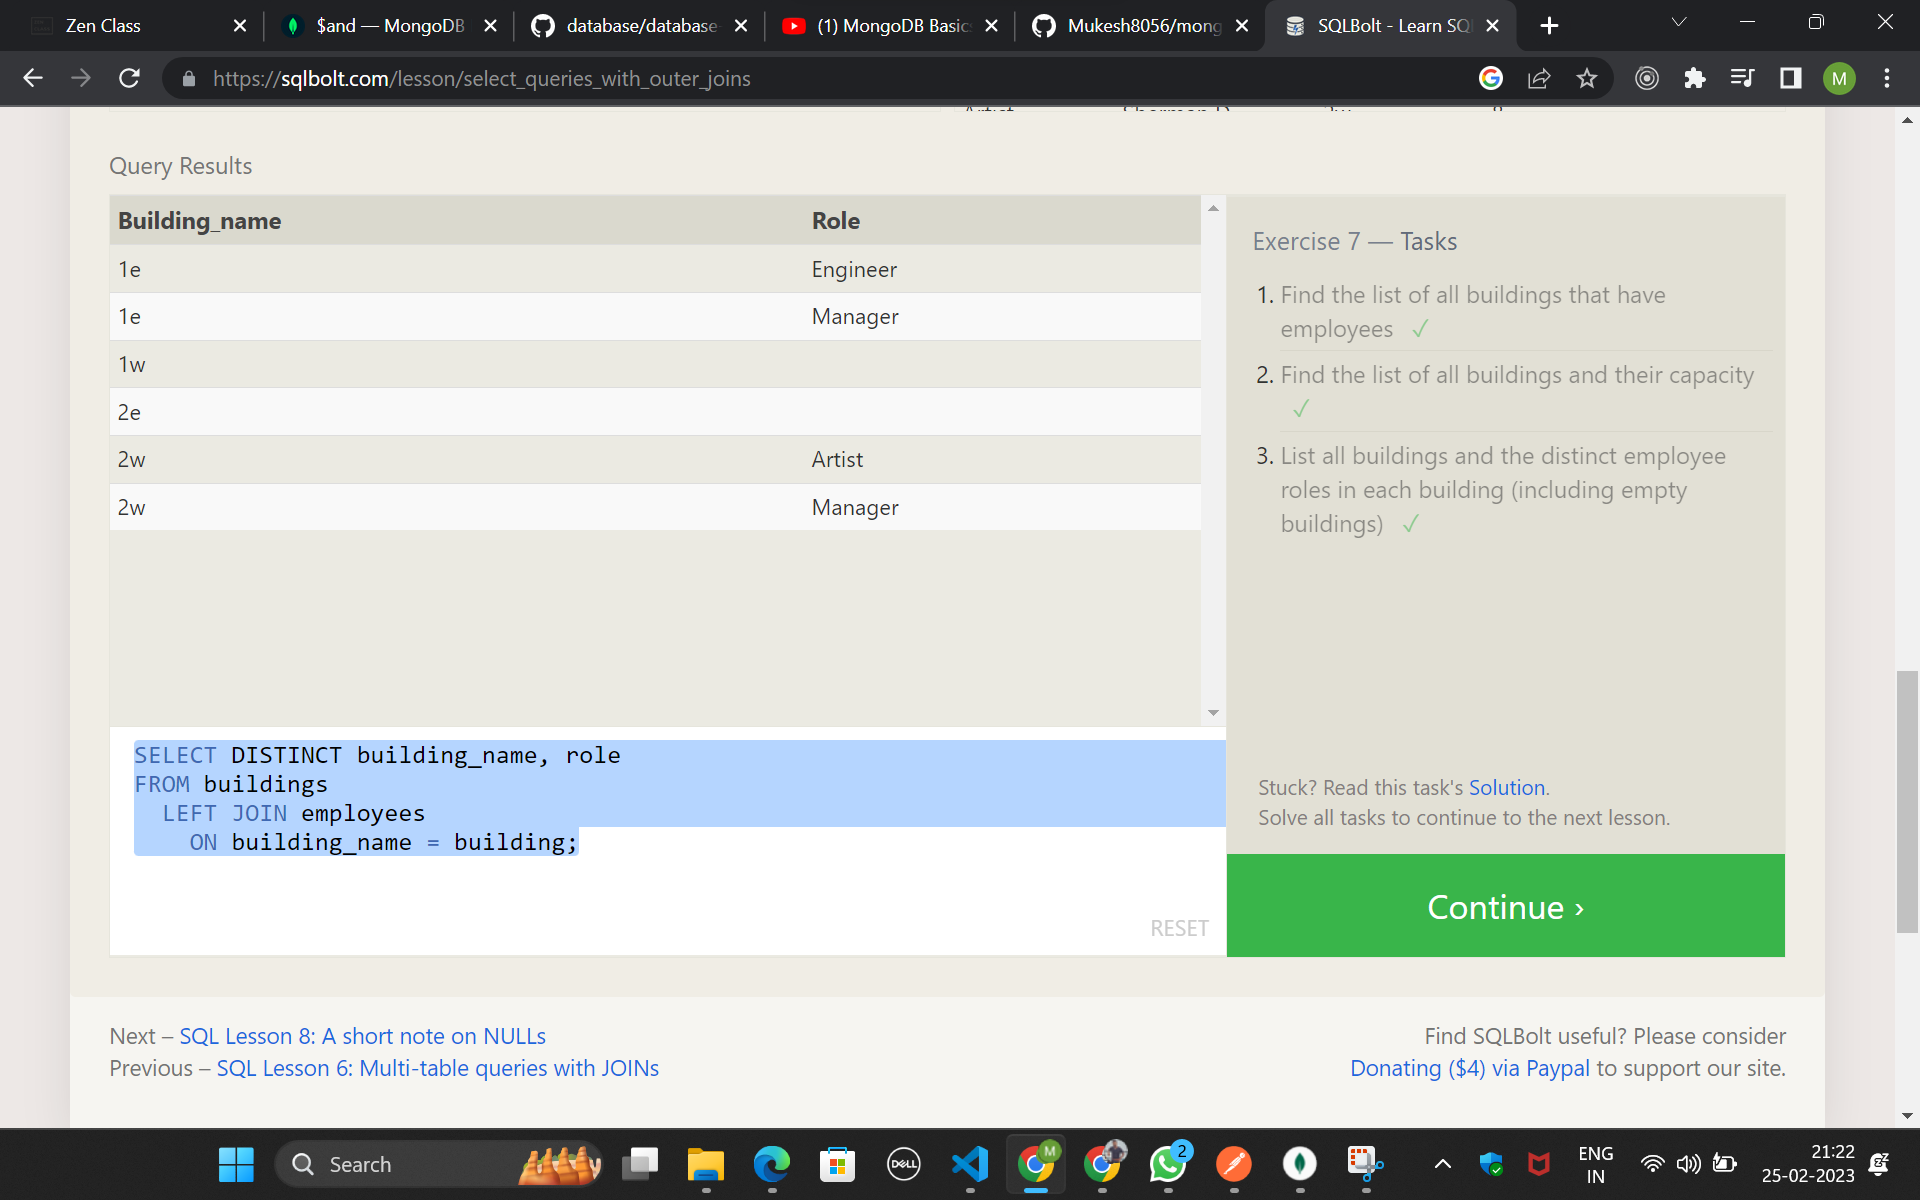 Zen Class
$and — MongoDB
database/database-
(1) MongoDB Basic
Mukesh8056/mong
SQLBolt - Learn SQ
https://sqlbolt.com/lesson/select_queries_with_outer_joins
M
Query Results
Building_name Role
1e Engineer
1e Manager
1w
2e
2w Artist
2w Manager
Exercise 7 — Tasks
1. Find the list of all buildings that have
employees ✓
2. Find the list of all buildings and their capacity
✓
3. List all buildings and the distinct employee
roles in each building (including empty
buildings) ✓
SELECT DISTINCT building_name, role
FROM buildings
LEFT JOIN employees
ON building_name = building;
RESET
Stuck? Read this task's Solution.
Solve all tasks to continue to the next lesson.
Continue ›
Next – SQL Lesson 8: A short note on NULLs
Previous – SQL Lesson 6: Multi-table queries with JOINs
Find SQLBolt useful? Please consider
Donating ($4) via Paypal to support our site.
Search
DELL
M
2
ENG
IN
21:22
25-02-2023